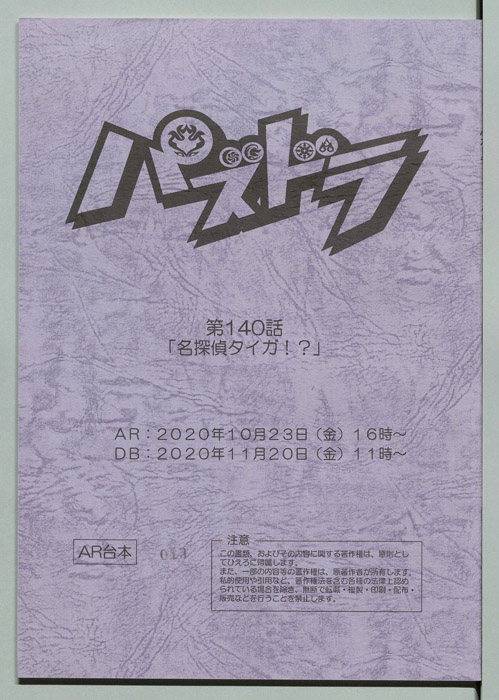 パズドラ
第140話
「名探偵タイガ!?」
AR:2020年10月23日(金)16時~
DB:2020年11月20日(金)11時~
AR台本
注意
この書類、およびその内容に関する著作権は、原則とし
てひえろに帰属します。
また、一部の内容等の著作権は、原著作者が所有します。
私的使用や引用など、著作権法を含む各種の法律上認め
られている場合を除き、無断で転載・複製・印刷・配布・
販売などを行うことを禁止します。